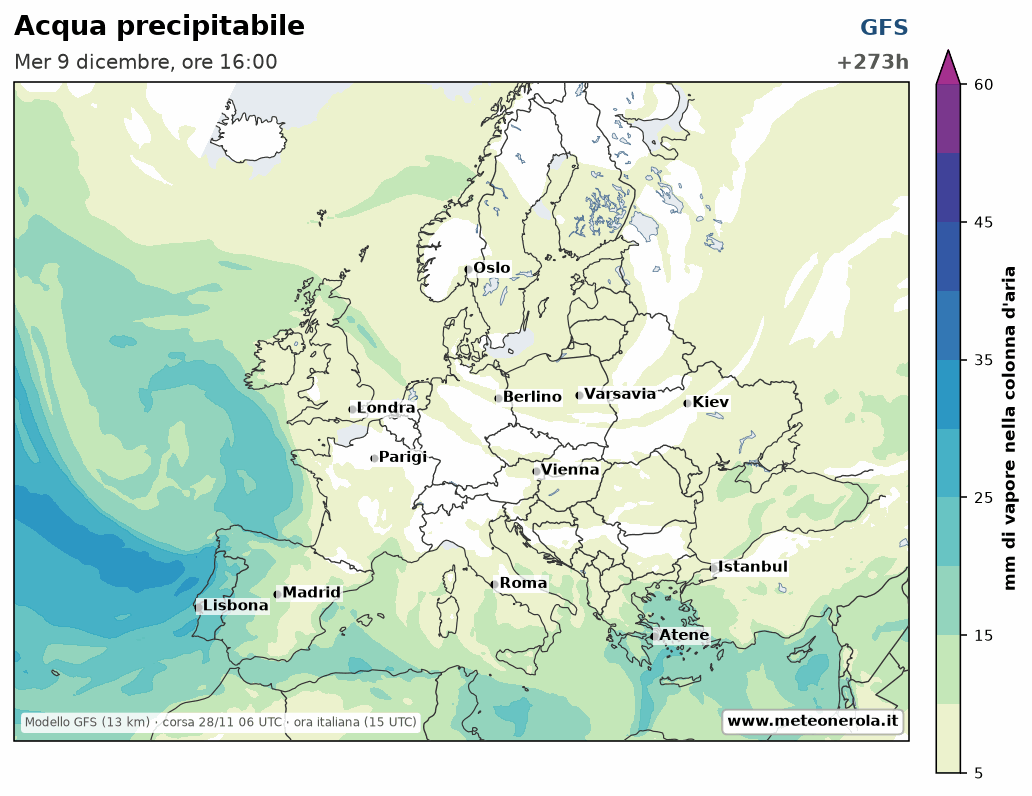 Acqua precipitabile
GFS
Mer 9 dicembre, ore 16:00
+273h
60
45
35
25
15
5
mm di vapore nella colonna d'aria
Oslo
Berlino
Varsavia
Kiev
Londra
Parigi
Vienna
Istanbul
Roma
Madrid
Lisbona
Atene
Modello GFS (13 km) · corsa 28/11 06 UTC · ora italiana (15 UTC)
www.meteonerola.it